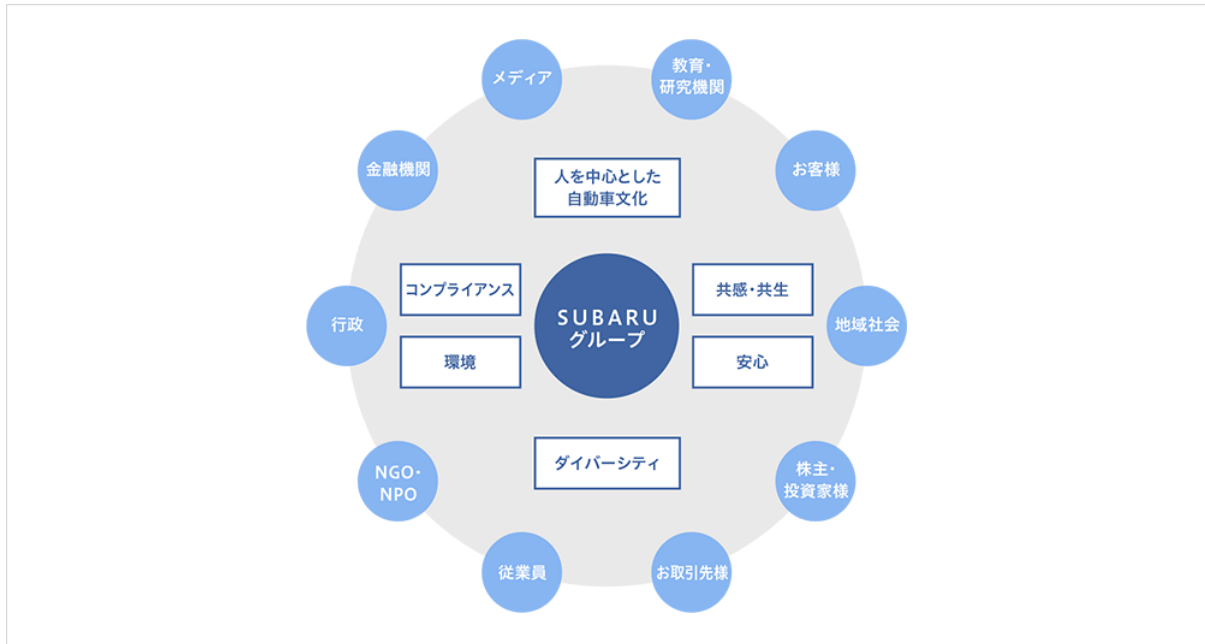 メディア
教育・
研究機関
金融機関
お客様
人を中心とした
自動車文化
コンプライアンス
共感・共生
SUBARU
グループ
行政
地域社会
環境
安心
ダイバーシティ
NGO・
NPO
株主・
投資家様
従業員
お取引先様